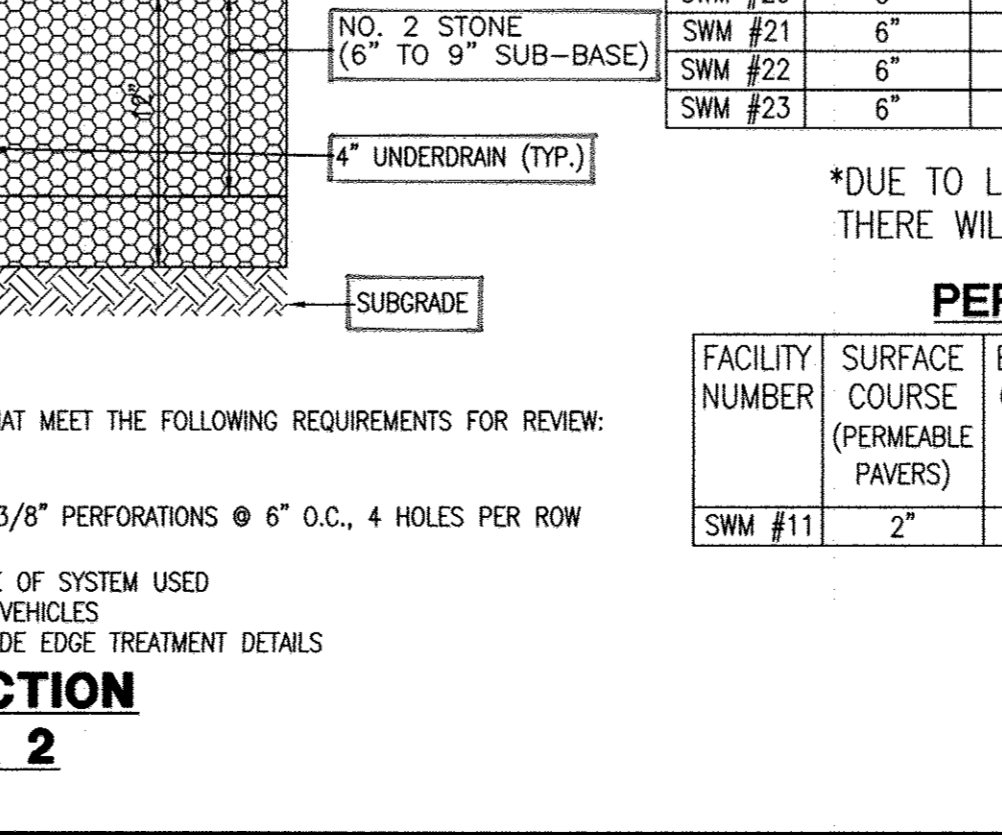 NO. 2 STONE
(6" TO 9" SUB-BASE)
12"
4" UNDERDRAIN (TYP.)
SUBGRADE
SWM #21 6"
SWM #22 6"
SWM #23 6"
*DUE TO L
THERE WIL
PER
FACILITY NUMBER
SURFACE COURSE (PERMEABLE PAVERS)
SWM #11 2"
AT MEET THE FOLLOWING REQUIREMENTS FOR REVIEW:
3/8" PERFORATIONS @ 6" O.C., 4 HOLES PER ROW
OF SYSTEM USED
VEHICLES
DE EDGE TREATMENT DETAILS
CTION
2